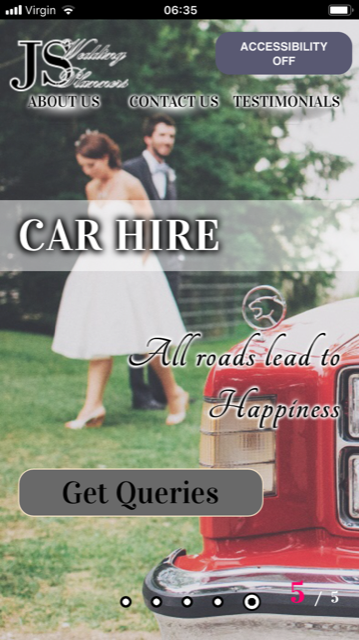 Virgin 06:35
JS Wedding
Planners
ACCESSIBILITY
OFF
ABOUT US CONTACT US TESTIMONIALS
CAR HIRE
All roads lead to
Happiness
Get Queries
5 / 5